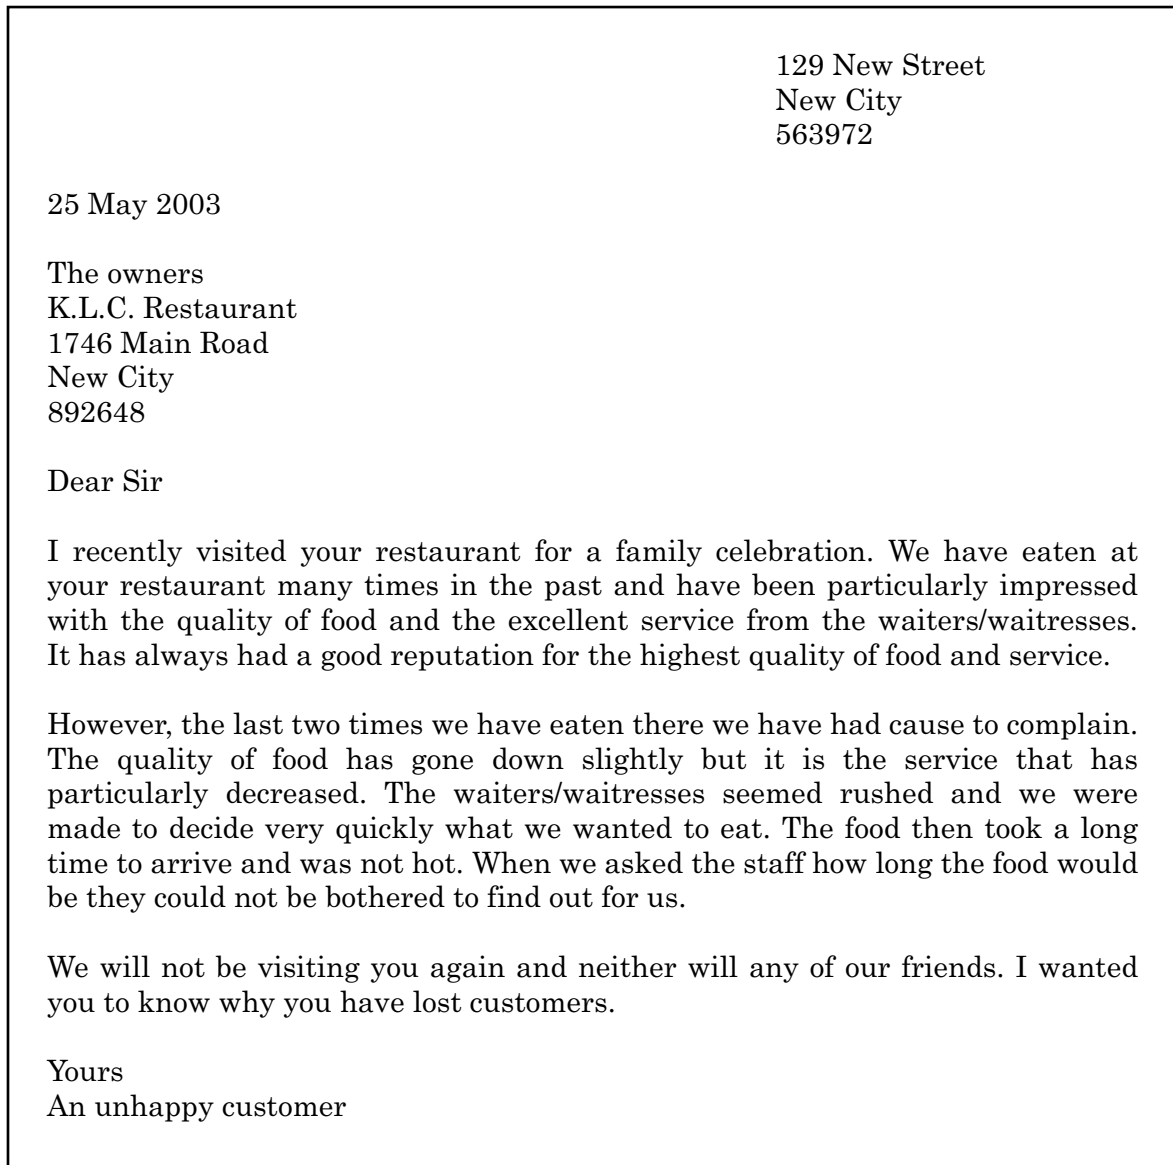 129 New Street
New City
563972
25 May 2003
The owners
K.L.C. Restaurant
1746 Main Road
New City
892648
Dear Sir
I recently visited your restaurant for a family celebration. We have eaten at
your restaurant many times in the past and have been particularly impressed
with the quality of food and the excellent service from the waiters/waitresses.
It has always had a good reputation for the highest quality of food and service.
However, the last two times we have eaten there we have had cause to complain.
The quality of food has gone down slightly but it is the service that has
particularly decreased. The waiters/waitresses seemed rushed and we were
made to decide very quickly what we wanted to eat. The food then took a long
time to arrive and was not hot. When we asked the staff how long the food would
be they could not be bothered to find out for us.
We will not be visiting you again and neither will any of our friends. I wanted
you to know why you have lost customers.
Yours
An unhappy customer